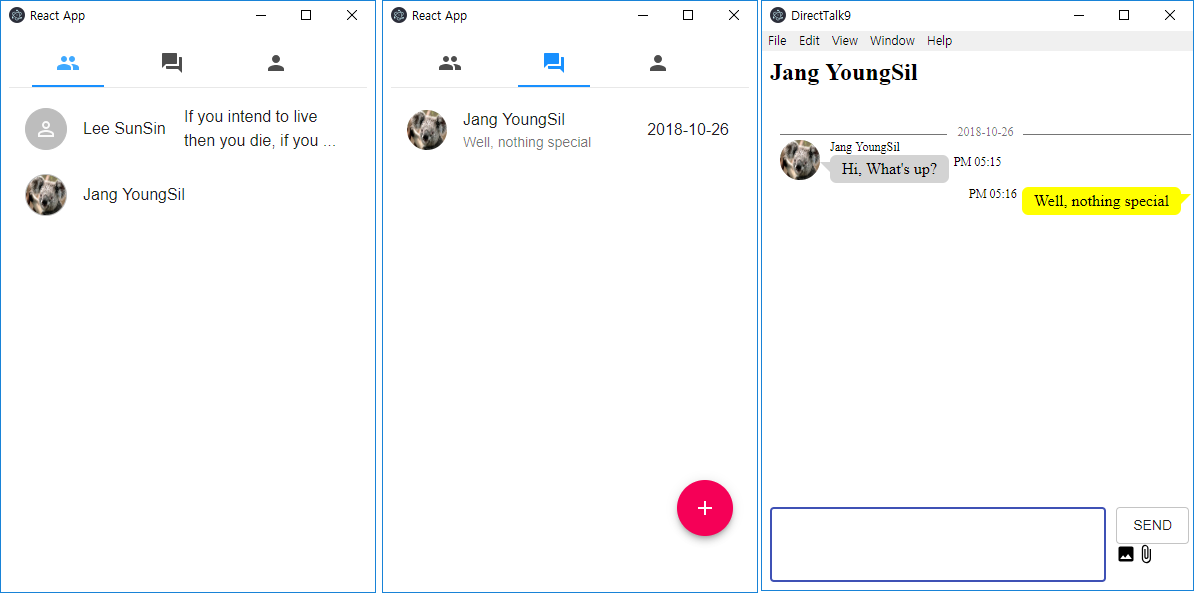 React App
Lee SunSin
If you intend to live
then you die, if you ...
Jang YoungSil
React App
Jang YoungSil
2018-10-26
Well, nothing special
DirectTalk9
File Edit View Window Help
Jang YoungSil
2018-10-26
Jang YoungSil
Hi, What's up? PM 05:15
PM 05:16 Well, nothing special
SEND